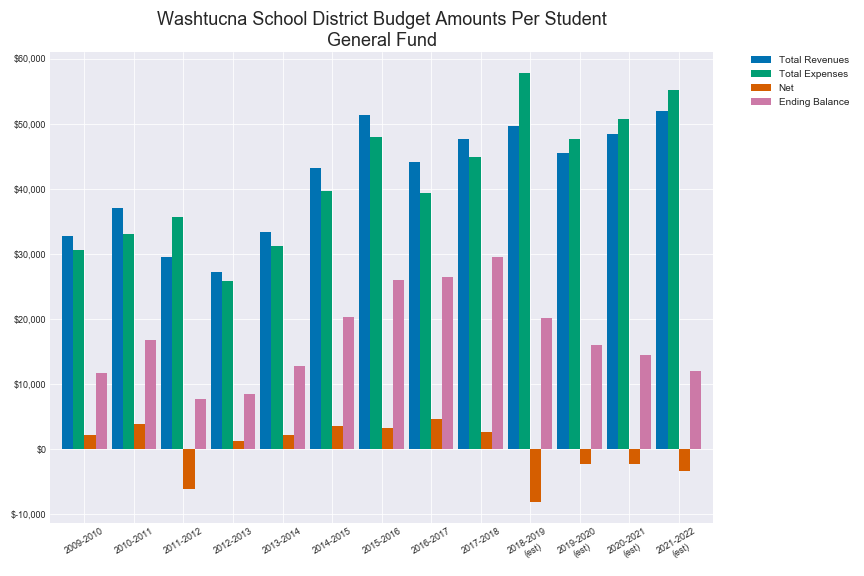 Washtucna School District Budget Amounts Per Student
General Fund
Total Revenues
Total Expenses
Net
Ending Balance
$60,000
$50,000
$40,000
$30,000
$20,000
$10,000
$0
$-10,000
2009-2010
2010-2011
2011-2012
2012-2013
2013-2014
2014-2015
2015-2016
2016-2017
2017-2018
2018-2019
(est)
2019-2020
(est)
2020-2021
(est)
2021-2022
(est)